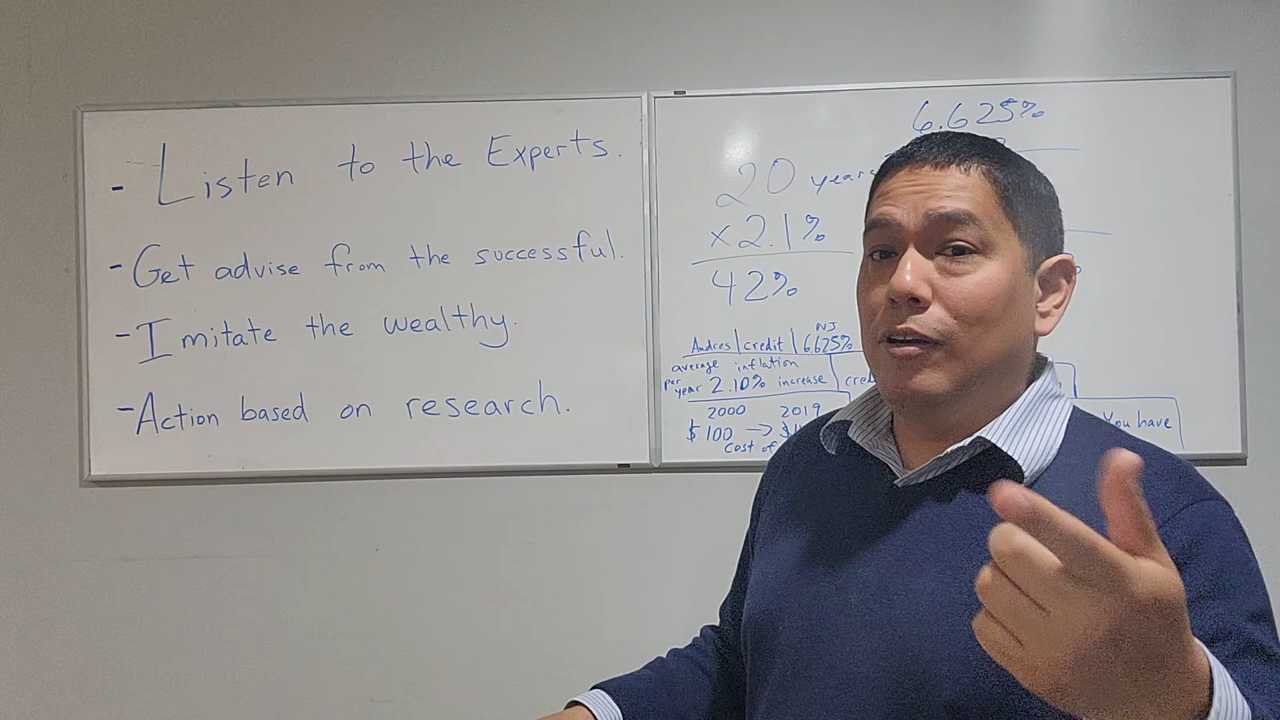 - Listen to the Experts.
- Get advise from the successful.
- Imitate the wealthy.
- Action based on research.
6.625%
20 years
x 2.1%
42%
NJ
Andres | credit | 6.625%
average inflation
per year 2.10% increase
2000 2019
$100 -> $
Cost of
You have